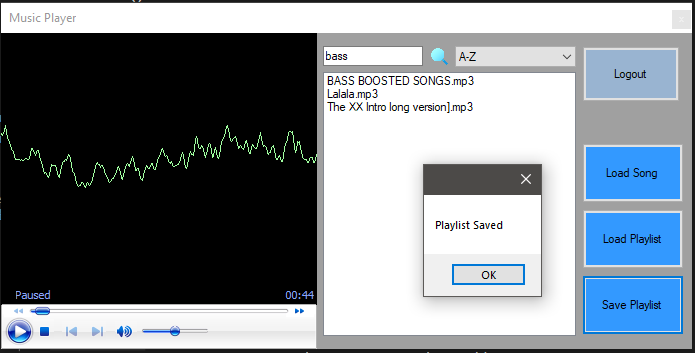 Music Player
bass
A-Z
Logout
BASS BOOSTED SONGS.mp3
Lalala.mp3
The XX Intro long version].mp3
Load Song
Playlist Saved
Load Playlist
OK
Paused
00:44
Save Playlist